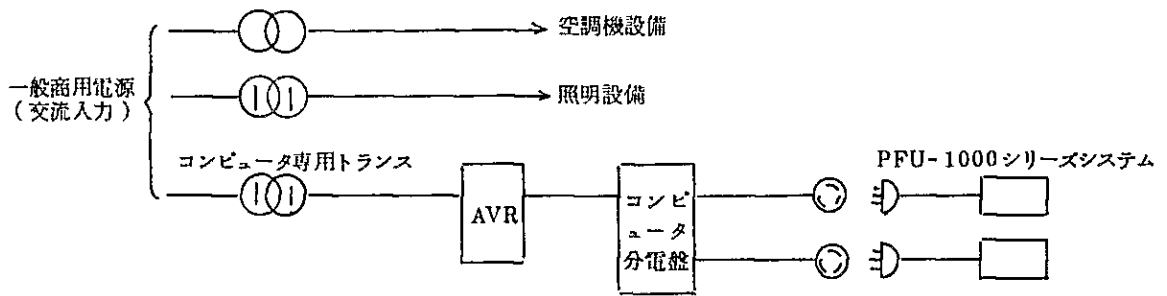 空調機設備
一般商用電源
(交流入力)
照明設備
コンピュータ専用トランス
PFU-1000シリーズシステム
AVR
コンピ
ュータ
分電盤